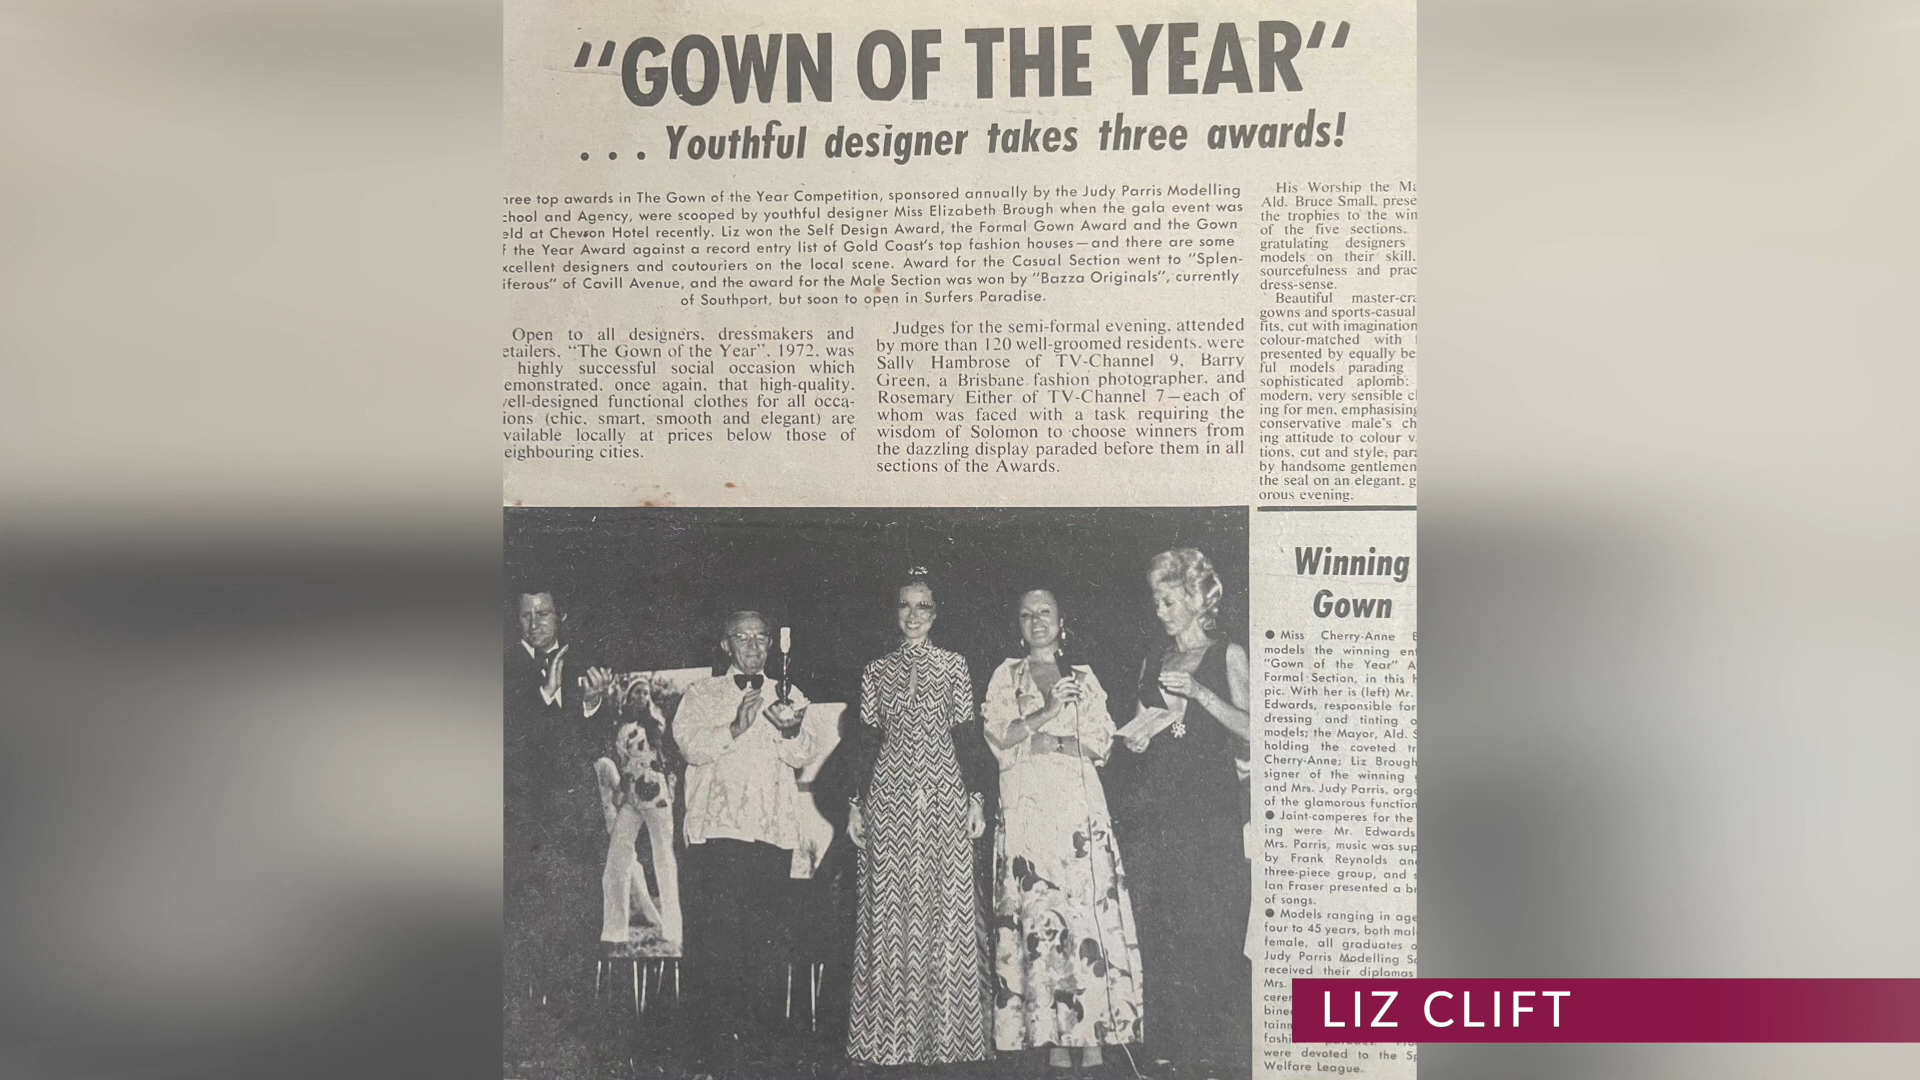 "GOWN OF THE YEAR"
. . . Youthful designer takes three awards!
hree top awards in The Gown of the Year Competition, sponsored annually by the Judy Parris Modelling
chool and Agency, were scooped by youthful designer Miss Elizabeth Brough when the gala event was
eld at Chevron Hotel recently. Liz won the Self Design Award, the Formal Gown Award and the Gown
f the Year Award against a record entry list of Gold Coast's top fashion houses—and there are some
xcellent designers and coutouriers on the local scene. Award for the Casual Section went to "Splen-
iferous" of Cavill Avenue, and the award for the Male Section was won by "Bazza Originals", currently
of Southport, but soon to open in Surfers Paradise.
Open to all designers, dressmakers and
etailers, "The Gown of the Year", 1972, was
highly successful social occasion which
emonstrated, once again, that high-quality,
vell-designed functional clothes for all occa-
ions (chic, smart, smooth and elegant) are
vailable locally at prices below those of
eighbouring cities.
Judges for the semi-formal evening, attended
by more than 120 well-groomed residents, were
Sally Hambrose of TV-Channel 9, Barry
Green, a Brisbane fashion photographer, and
Rosemary Either of TV-Channel 7—each of
whom was faced with a task requiring the
wisdom of Solomon to choose winners from
the dazzling display paraded before them in all
sections of the Awards.
His Worship the Ma
Ald. Bruce Small, prese
the trophies to the win
of the five sections,
gratulating designers
models on their skill,
sourcefulness and prac
dress-sense.
Beautiful master-cra
gowns and sports-casual
fits, cut with imagination
colour-matched with
presented by equally be
ful models parading
sophisticated aplomb:
modern, very sensible cl
ing for men, emphasising
conservative male's ch
ing attitude to colour v
tions, cut and style, par
by handsome gentlemen
the seal on an elegant, g
orous evening.
Winning
Gown
● Miss Cherry-Anne
models the winning en
"Gown of the Year" A
Formal Section, in this
pic. With her is (left) Mr.
Edwards, responsible for
dressing and tinting o
models; the Mayor, Ald. S
holding the coveted tr
Cherry-Anne; Liz Brough
signer of the winning
and Mrs. Judy Parris, orga
of the glamorous function
● Joint-comperes for the
ing were Mr. Edwards
Mrs. Parris, music was sup
by Frank Reynolds an
three-piece group, and
Ian Fraser presented a br
of songs.
● Models ranging in age
four to 45 years, both mal
female, all graduates o
Judy Parris Modelling Sc
received their diplomas
Mrs.
cere
bine
tainm
fashi
were devoted to the Sp
Welfare League.
LIZ CLIFT